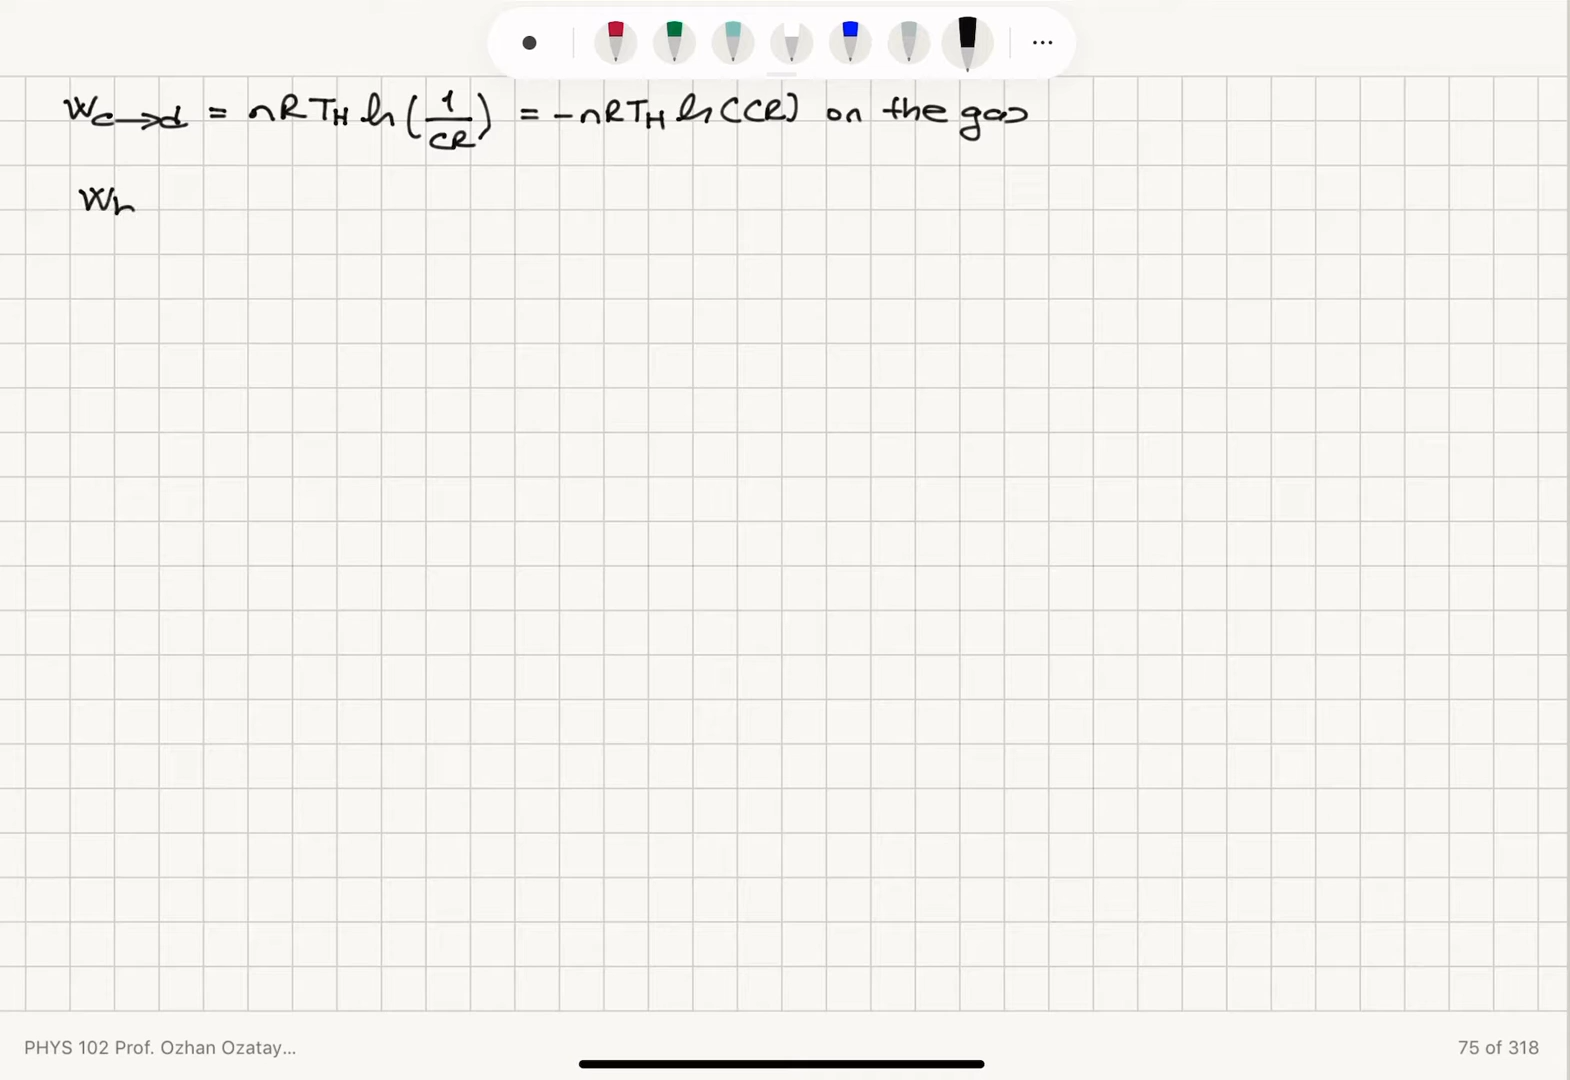 W_{c→d} = nRT_H ln(1/CR) = -nRT_H ln(CR) on the gas
W_h
PHYS 102 Prof. Ozhan Ozatay...
75 of 318